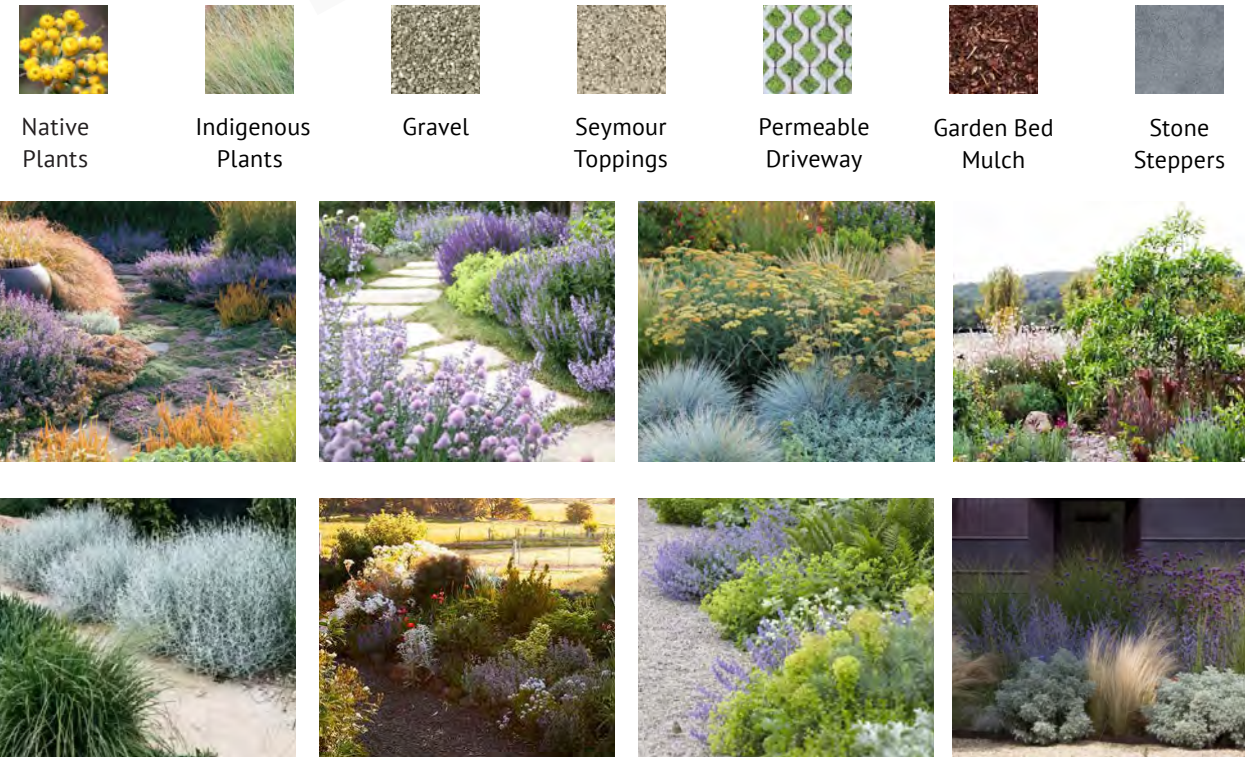 Native
Plants
Indigenous
Plants
Gravel
Seymour
Toppings
Permeable
Driveway
Garden Bed
Mulch
Stone
Steppers